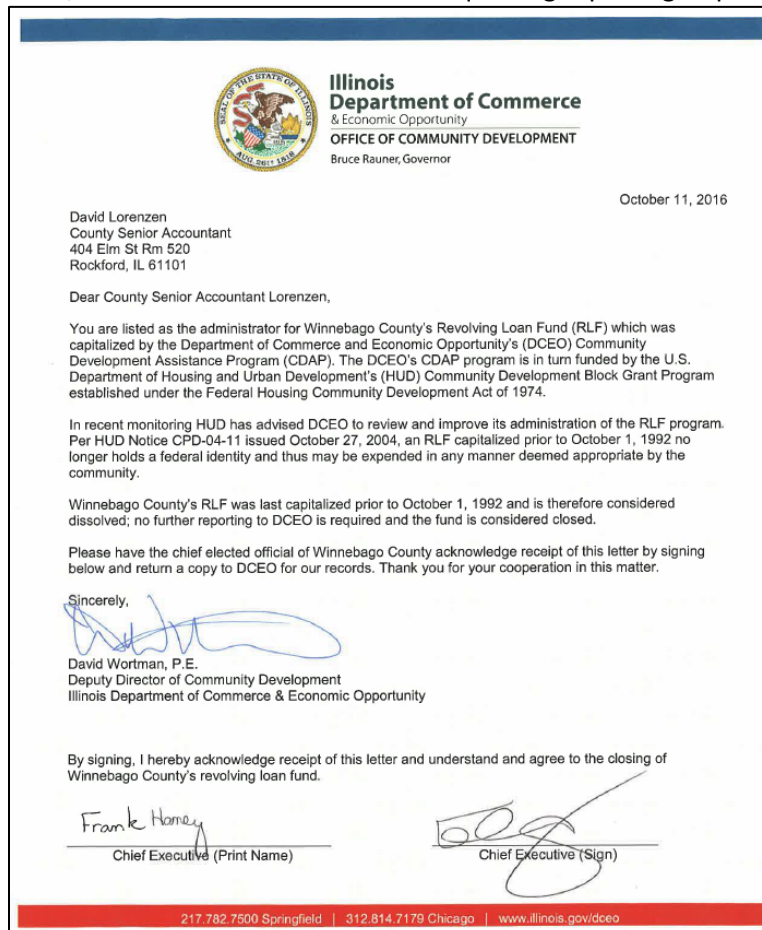 SEAL OF THE STATE OF ILLINOIS
AUG. 26TH 1818
Illinois
Department of Commerce
& Economic Opportunity
OFFICE OF COMMUNITY DEVELOPMENT
Bruce Rauner, Governor
October 11, 2016
David Lorenzen
County Senior Accountant
404 Elm St Rm 520
Rockford, IL 61101
Dear County Senior Accountant Lorenzen,
You are listed as the administrator for Winnebago County's Revolving Loan Fund (RLF) which was
capitalized by the Department of Commerce and Economic Opportunity's (DCEO) Community
Development Assistance Program (CDAP). The DCEO's CDAP program is in turn funded by the U.S.
Department of Housing and Urban Development's (HUD) Community Development Block Grant Program
established under the Federal Housing Community Development Act of 1974.
In recent monitoring HUD has advised DCEO to review and improve its administration of the RLF program.
Per HUD Notice CPD-04-11 issued October 27, 2004, an RLF capitalized prior to October 1, 1992 no
longer holds a federal identity and thus may be expended in any manner deemed appropriate by the
community.
Winnebago County's RLF was last capitalized prior to October 1, 1992 and is therefore considered
dissolved; no further reporting to DCEO is required and the fund is considered closed.
Please have the chief elected official of Winnebago County acknowledge receipt of this letter by signing
below and return a copy to DCEO for our records. Thank you for your cooperation in this matter.
Sincerely,
David Wortman, P.E.
Deputy Director of Community Development
Illinois Department of Commerce & Economic Opportunity
By signing, I hereby acknowledge receipt of this letter and understand and agree to the closing of
Winnebago County's revolving loan fund.
Frank Haney
Chief Executive (Print Name)
Chief Executive (Sign)
217.782.7500 Springfield | 312.814.7179 Chicago | www.illinois.gov/dceo